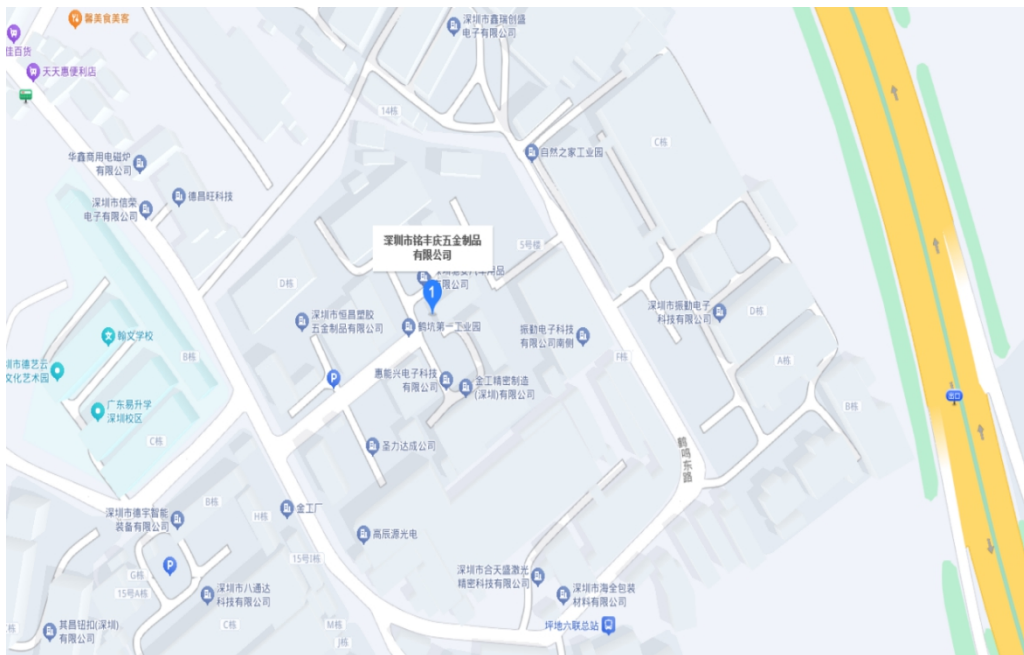 馨美食美客
佳百货
天天惠便利店
深圳市鑫瑞创盛
电子有限公司
14栋
C栋
自然之家工业园
华鑫商用电磁炉
有限公司
德昌旺科技
深圳市信荣
电子有限公司
深圳市铭丰庆五金制品
有限公司
5号楼
限公司
1
D栋
深圳市恒昌塑胶
五金制品有限公司
鹤坑第一工业园
振勤电子科技
有限公司南侧
深圳市振勤电子
科技有限公司
D栋
翰文学校
B栋
F栋
A栋
圳市德艺云
文化艺术园
P
惠能兴电子科技
有限公司
金工精密制造
(深圳)有限公司
出口
广东易升学
深圳校区
C栋
B栋
圣力达成公司
鹤鸣东路
B栋
H栋
金工厂
深圳市德宇智能
装备有限公司
高辰源光电
15号I栋
P
G栋
15号A栋
深圳市八通达
科技有限公司
深圳市合天盛激光
精密科技有限公司
深圳市海全包装
材料有限公司
其昌钮扣(深圳)
有限公司
C栋
M栋
J栋
坪地六联总站